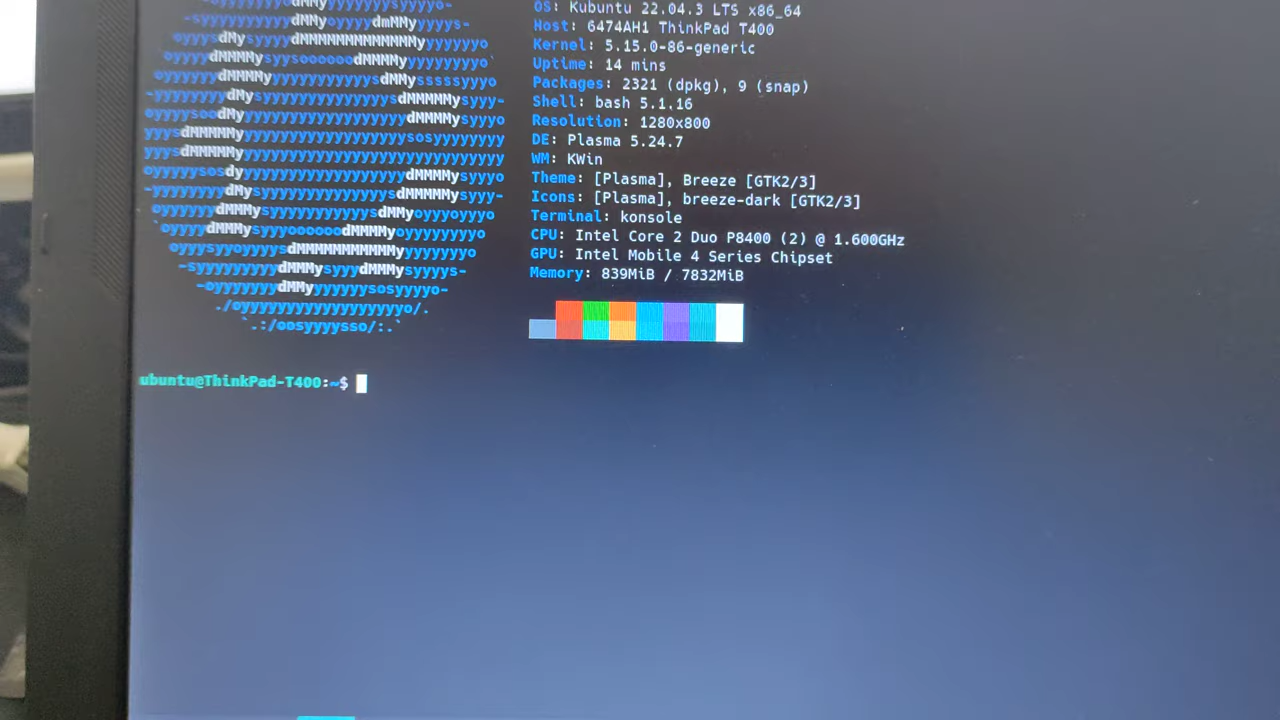 OS: Kubuntu 22.04.3 LTS x86_64
Host: 6474AH1 ThinkPad T400
Kernel: 5.15.0-86-generic
Uptime: 14 mins
Packages: 2321 (dpkg), 9 (snap)
Shell: bash 5.1.16
Resolution: 1280x800
DE: Plasma 5.24.7
WM: KWin
Theme: [Plasma], Breeze [GTK2/3]
Icons: [Plasma], breeze-dark [GTK2/3]
Terminal: konsole
CPU: Intel Core 2 Duo P8400 (2) @ 1.600GHz
GPU: Intel Mobile 4 Series Chipset
Memory: 839MiB / 7832MiB
ubuntu@ThinkPad-T400:~$